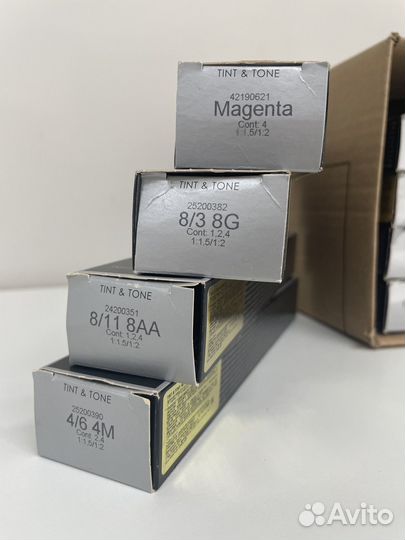 TINT & TONE
42190621
Magenta
Cont: 4
1:1,5/1:2
TINT & TONE
25200382
8/3 8G
Cont: 1,2,4
1:1,5/1:2
TINT & TONE
24200351
8/11 8AA
Cont: 1,2,4
1:1,5/1:2
TINT & TONE
25200390
4/6 4M
Cont: 2,4
1:1,5/1:2
Avito